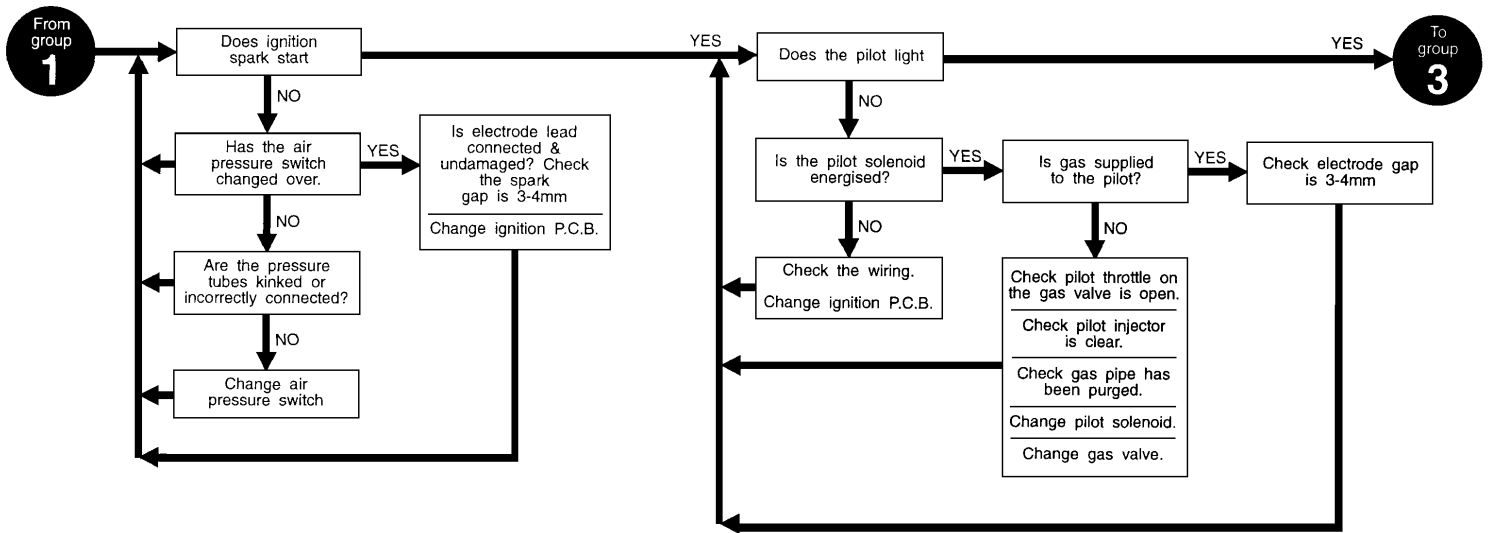 From
group
1
Does ignition
spark start
YES
NO
Has the air
pressure switch
changed over.
YES
Is electrode lead
connected &
undamaged? Check
the spark
gap is 3-4mm
Change ignition P.C.B.
NO
Are the pressure
tubes kinked or
incorrectly connected?
NO
Change air
pressure switch
Does the pilot light
YES
To
group
3
NO
Is the pilot solenoid
energised?
YES
Is gas supplied
to the pilot?
YES
Check electrode gap
is 3-4mm
NO
Check the wiring.
Change ignition P.C.B.
NO
Check pilot throttle on
the gas valve is open.
Check pilot injector
is clear.
Check gas pipe has
been purged.
Change pilot solenoid.
Change gas valve.